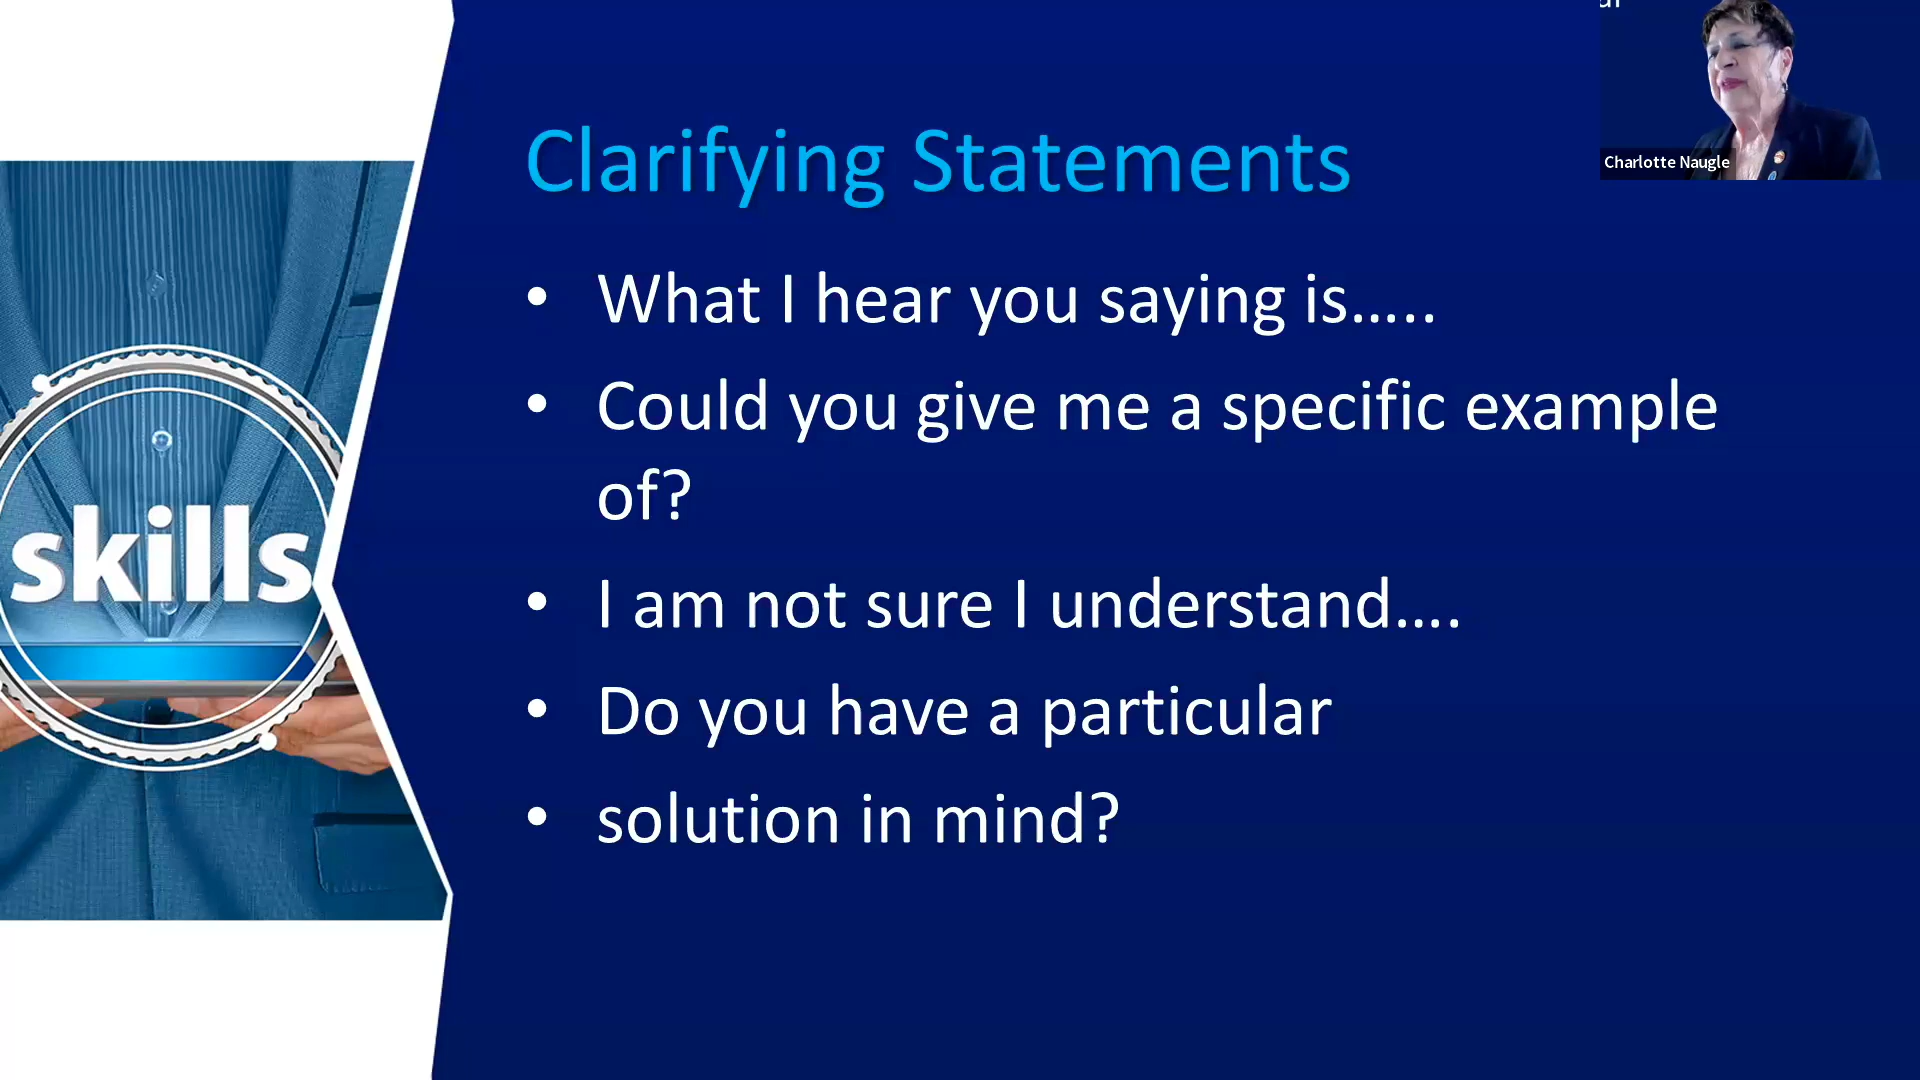 Clarifying Statements
• What I hear you saying is.....
• Could you give me a specific example
of?
• I am not sure I understand....
• Do you have a particular
• solution in mind?
skills
Charlotte Naugle